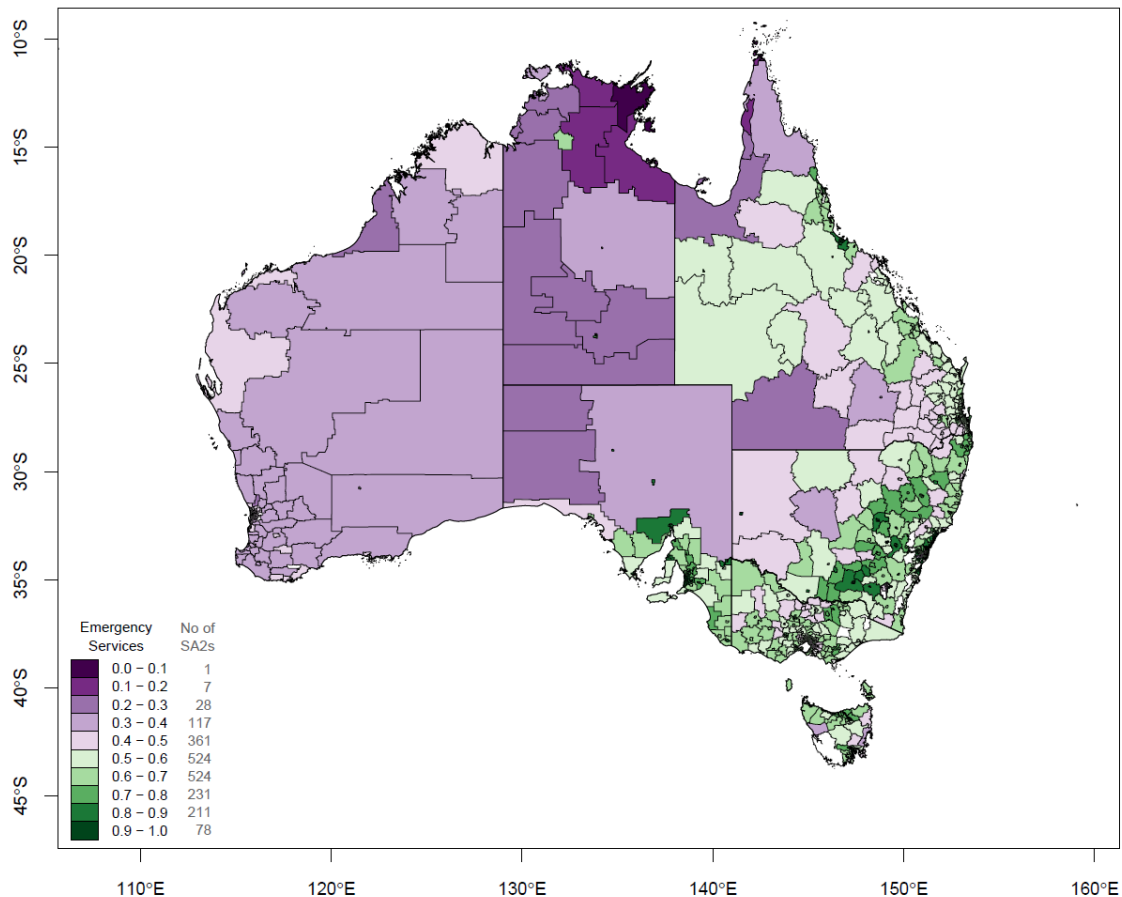 10°S
15°S
20°S
25°S
30°S
35°S
40°S
45°S
Emergency No of
Services SA2s
0.0 − 0.1 1
0.1 − 0.2 7
0.2 − 0.3 28
0.3 − 0.4 117
0.4 − 0.5 361
0.5 − 0.6 524
0.6 − 0.7 524
0.7 − 0.8 231
0.8 − 0.9 211
0.9 − 1.0 78
110°E 120°E 130°E 140°E 150°E 160°E